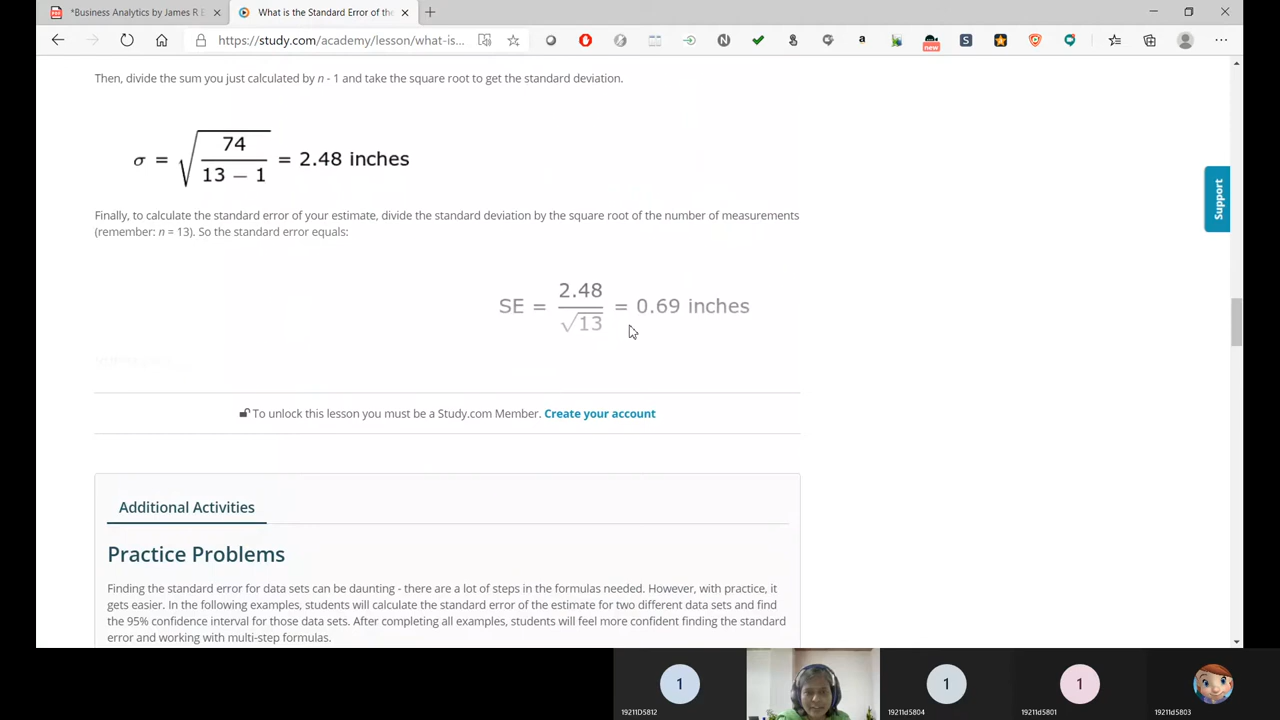 *Business Analytics by James R E
What is the Standard Error of the
https://study.com/academy/lesson/what-is...
new
Then, divide the sum you just calculated by n - 1 and take the square root to get the standard deviation.
σ = √ 74 / 13 − 1 = 2.48 inches
Finally, to calculate the standard error of your estimate, divide the standard deviation by the square root of the number of measurements
(remember: n = 13). So the standard error equals:
SE = 2.48 / √13 = 0.69 inches
Support
To unlock this lesson you must be a Study.com Member. Create your account
Additional Activities
Practice Problems
Finding the standard error for data sets can be daunting - there are a lot of steps in the formulas needed. However, with practice, it
gets easier. In the following examples, students will calculate the standard error of the estimate for two different data sets and find
the 95% confidence interval for those data sets. After completing all examples, students will feel more confident finding the standard
error and working with multi-step formulas.
1
1
1
19211D5812
19211d5804
19211d5801
19211d5803